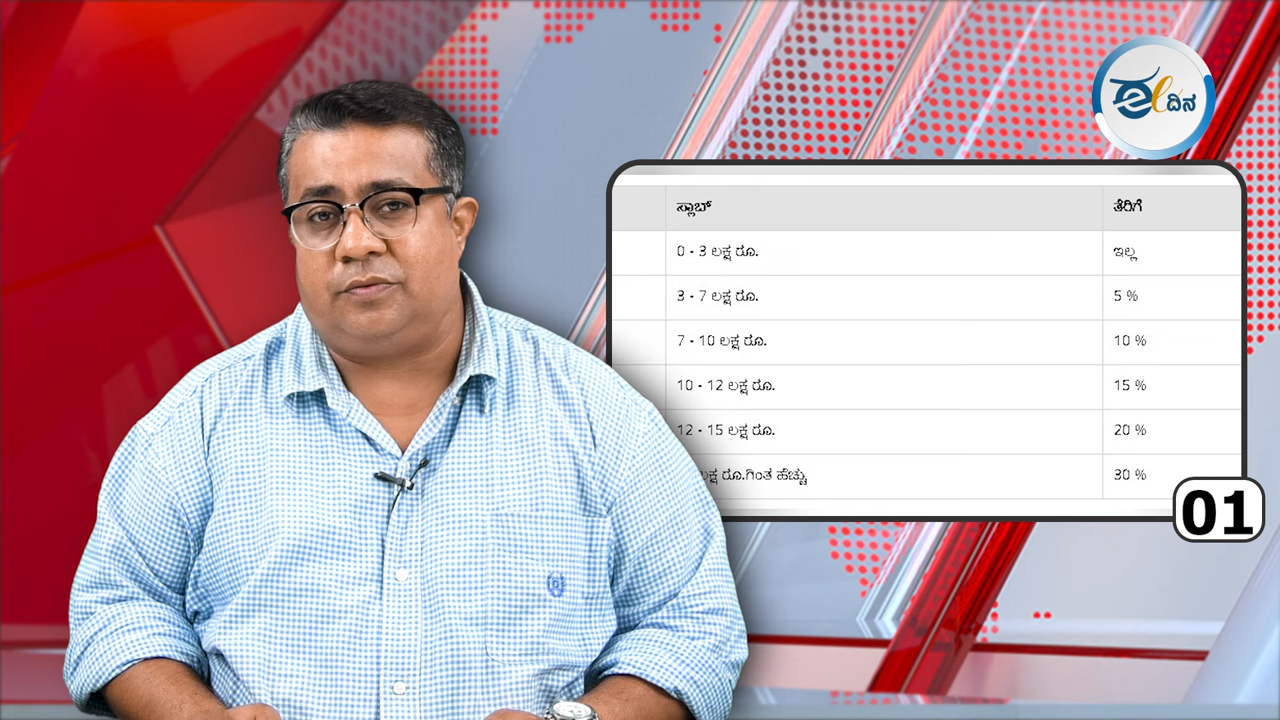 ದಿನ
ಸ್ಲಾಬ್ ತೆರಿಗೆ
0 - 3 ಲಕ್ಷ ರೂ. ಇಲ್ಲ
3 - 7 ಲಕ್ಷ ರೂ. 5 %
7 - 10 ಲಕ್ಷ ರೂ. 10 %
10 - 12 ಲಕ್ಷ ರೂ. 15 %
12 - 15 ಲಕ್ಷ ರೂ. 20 %
ರೂ.ಗಿಂತ ಹೆಚ್ಚು 30 %
01